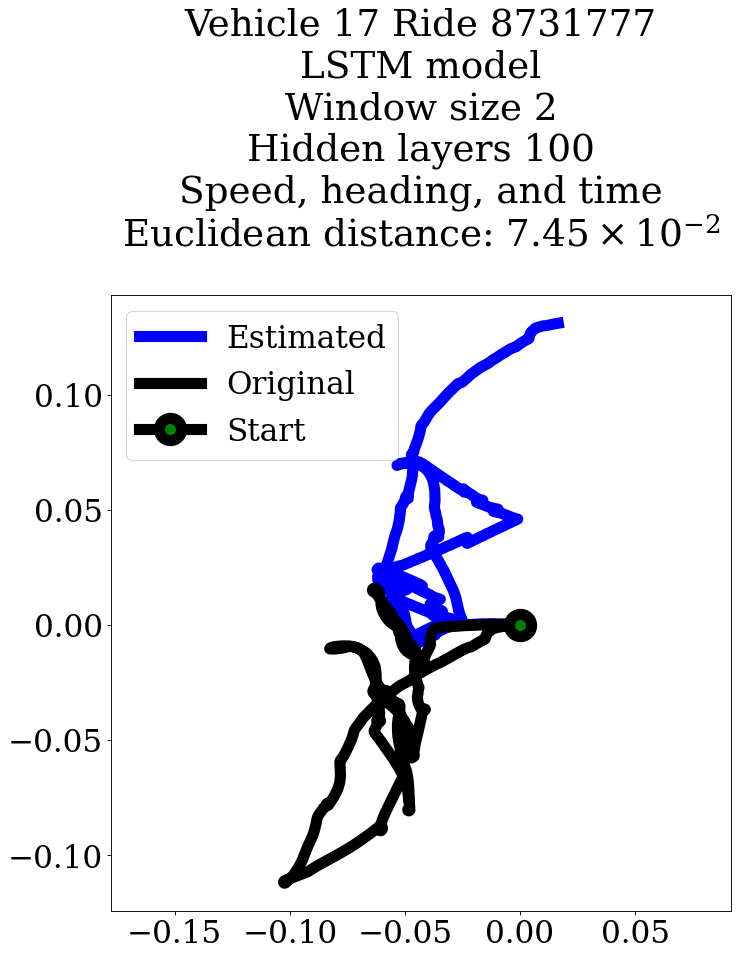 Vehicle 17 Ride 8731777
LSTM model
Window size 2
Hidden layers 100
Speed, heading, and time
Euclidean distance: 7.45 × 10⁻²
Estimated
Original
Start
0.10
0.05
0.00
−0.05
−0.10
−0.15 −0.10 −0.05 0.00 0.05